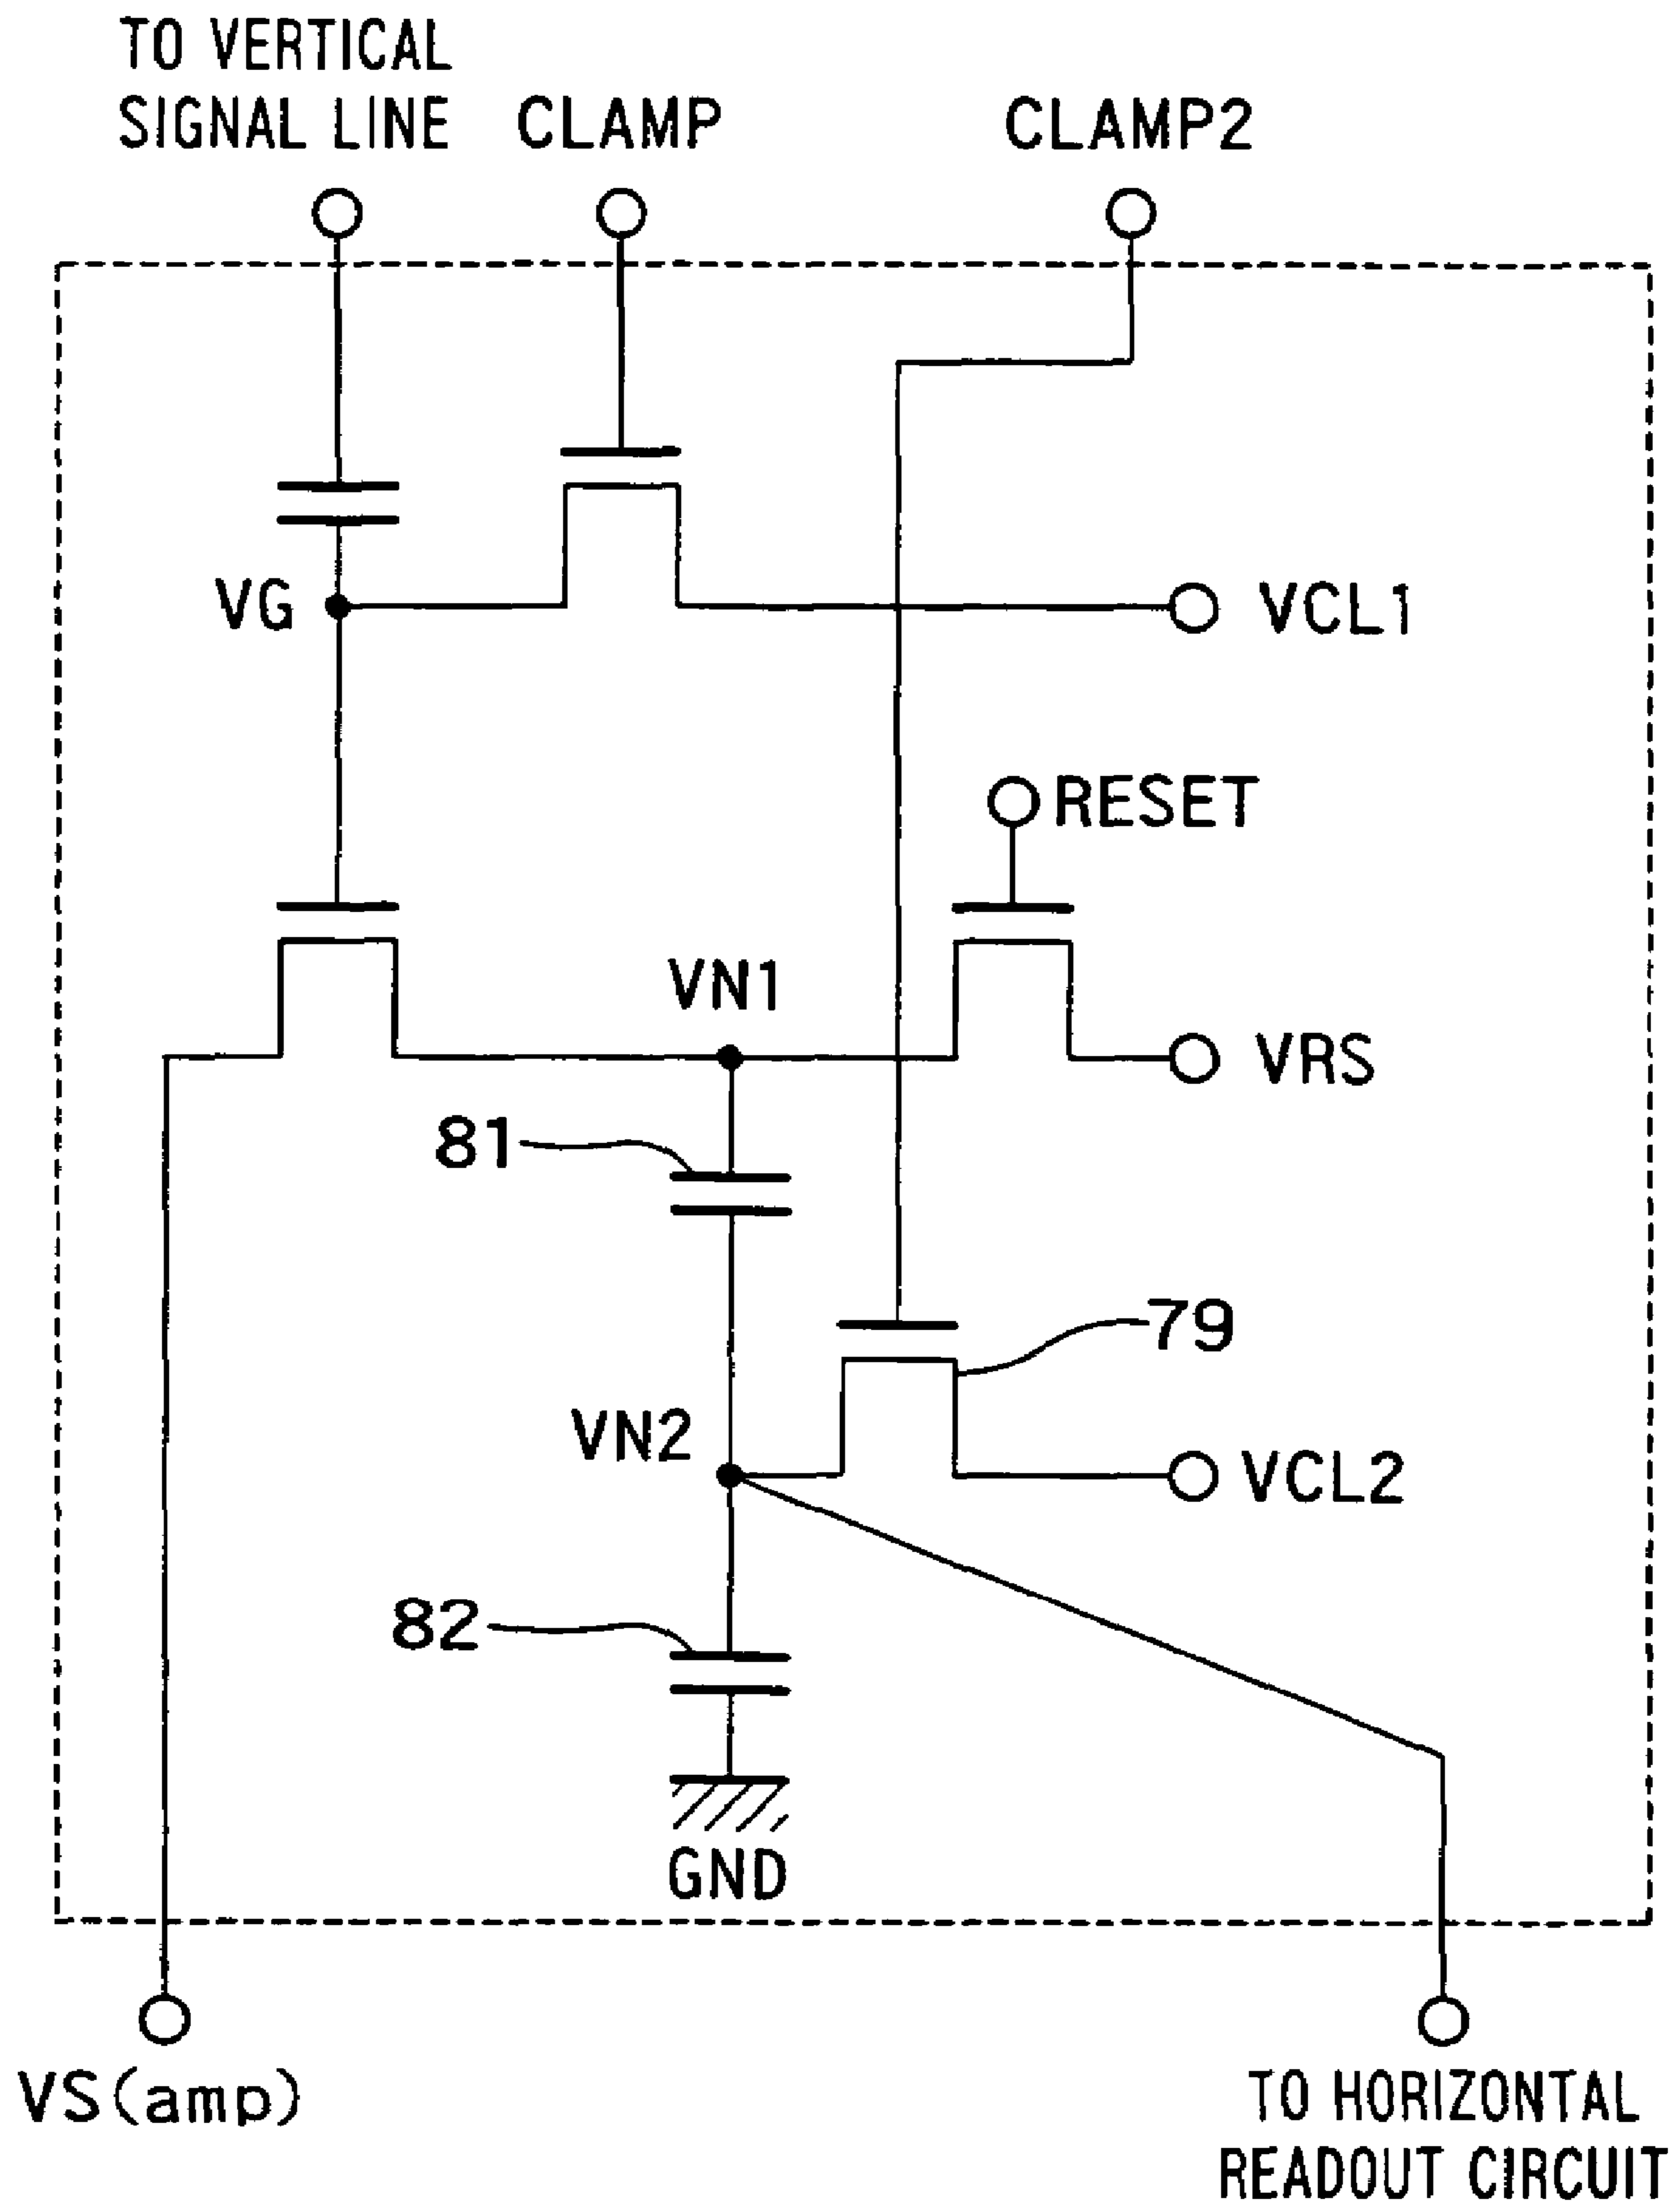 TO VERTICAL
SIGNAL LINE
CLAMP
CLAMP2
VG
VCL1
RESET
VN1
VRS
81
79
VN2
VCL2
82
GND
VS(amp)
TO HORIZONTAL
READOUT CIRCUIT